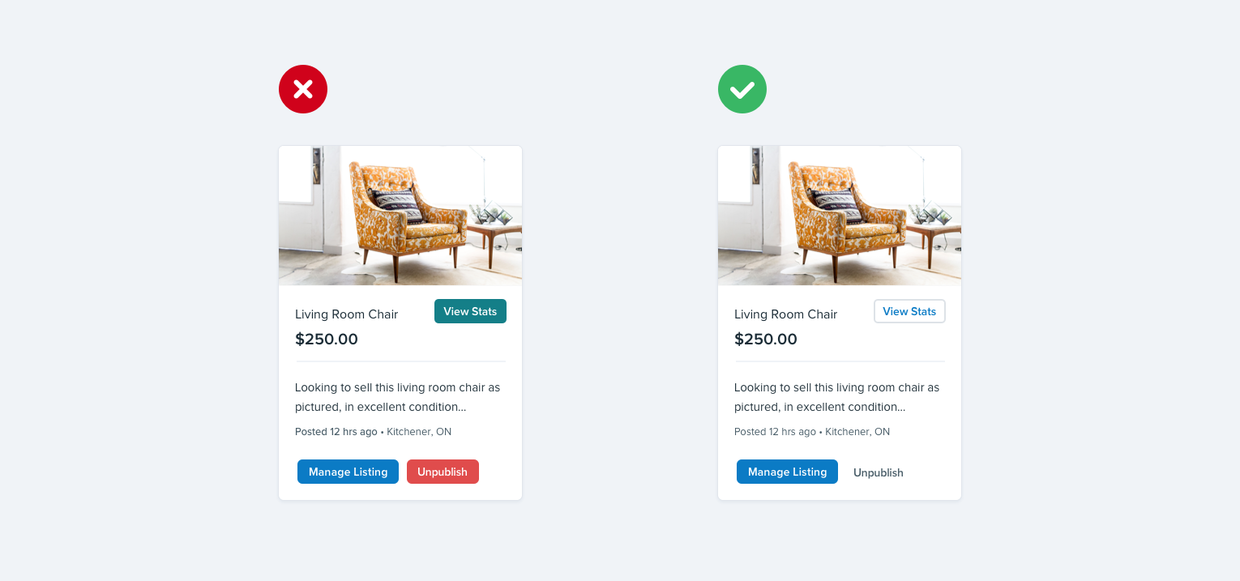 Living Room Chair
View Stats
$250.00
Looking to sell this living room chair as
pictured, in excellent condition...
Posted 12 hrs ago • Kitchener, ON
Manage Listing
Unpublish
Living Room Chair
View Stats
$250.00
Looking to sell this living room chair as
pictured, in excellent condition...
Posted 12 hrs ago • Kitchener, ON
Manage Listing
Unpublish